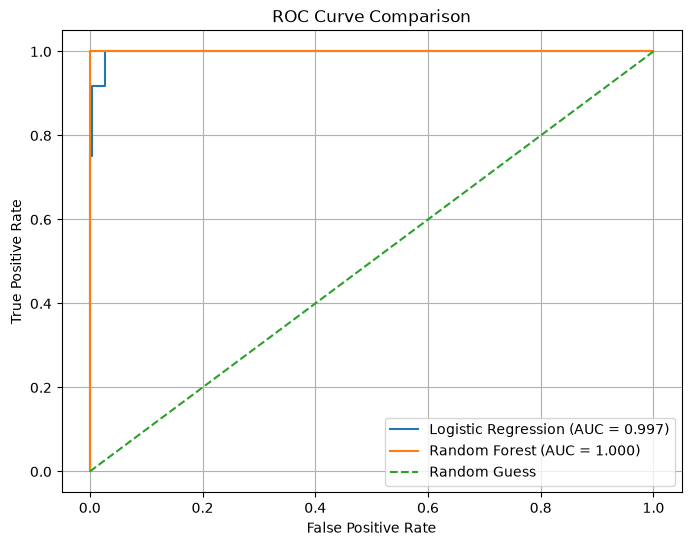 ROC Curve Comparison
True Positive Rate
1.0
0.8
0.6
0.4
0.2
0.0
Logistic Regression (AUC = 0.997)
Random Forest (AUC = 1.000)
Random Guess
0.0 0.2 0.4 0.6 0.8 1.0
False Positive Rate